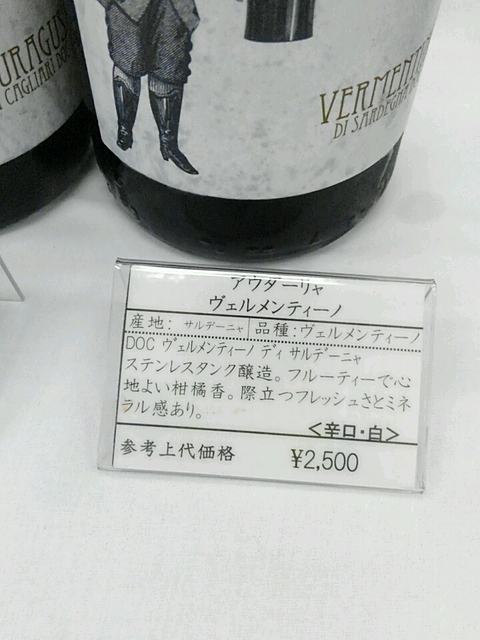 URAGUS
CAGLIARI DO
VERMENTI
DI SARDEGNA
アウダーリャ
ヴェルメンティーノ
産地: サルデーニャ 品種:ヴェルメンティーノ
DOC ヴェルメンティーノ ディ サルデーニャ
ステンレスタンク醸造。フルーティーで心
地よい柑橘香。際立つフレッシュさとミネ
ラル感あり。
<辛口・白>
参考上代価格 ¥2,500